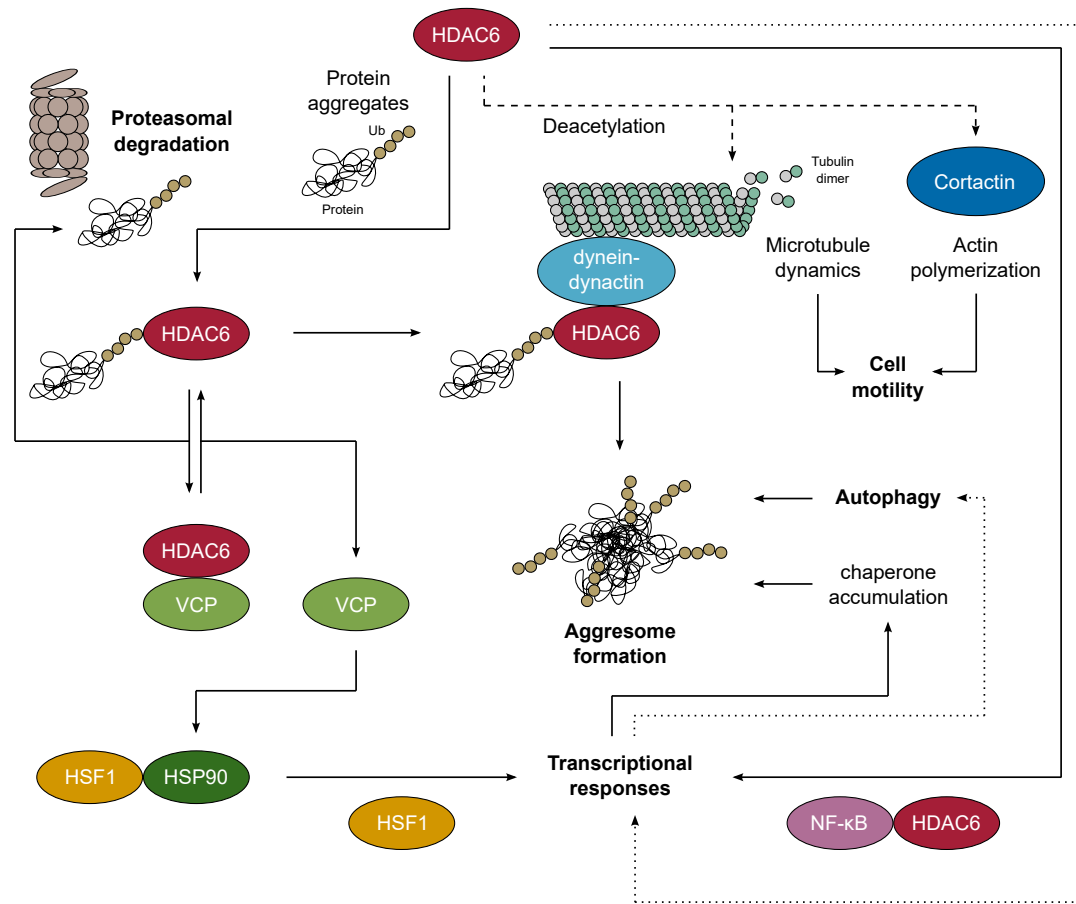 HDAC6
Protein
aggregates
Ub
Protein
Proteasomal
degradation
Deacetylation
Tubulin
dimer
Cortactin
dynein-
dynactin
HDAC6
Microtubule
dynamics
Actin
polymerization
HDAC6
Cell
motility
HDAC6
VCP
VCP
Autophagy
chaperone
accumulation
Aggresome
formation
HSF1
HSP90
HSF1
Transcriptional
responses
NF-κB
HDAC6